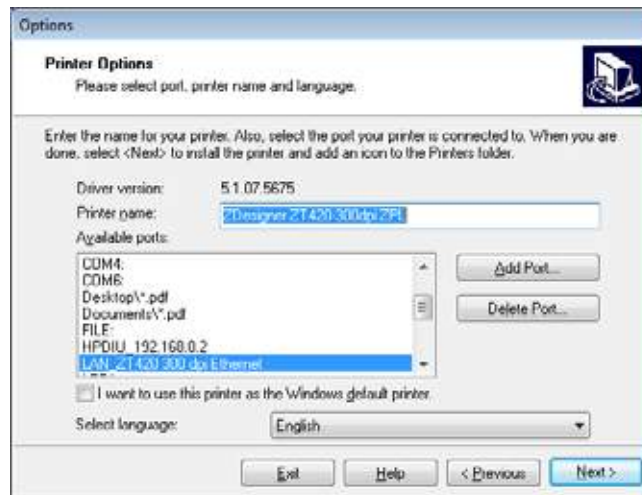 Options
Printer Options
Please select port, printer name and language.
Enter the name for your printer. Also, select the port your printer is connected to. When you are
done, select <Next> to install the printer and add an icon to the Printers folder.
Driver version: 5.1.07.5675
Printer name: ZDesigner ZT420-300dpi ZPL
Available ports:
COM4:
COM6:
Desktop\*.pdf
Documents\*.pdf
FILE:
HPDIU_192.168.0.2
LAN_ZT420 300 dpi Ethernet
Add Port...
Delete Port...
I want to use this printer as the Windows default printer.
Select language: English
Exit Help < Previous Next >